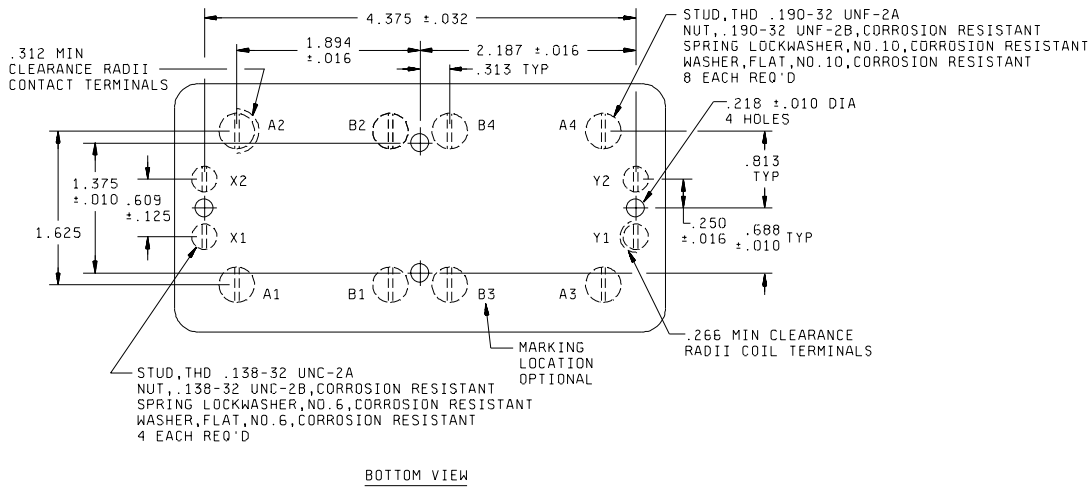 4.375 ±.032
STUD,THD .190-32 UNF-2A
NUT,.190-32 UNF-2B,CORROSION RESISTANT
SPRING LOCKWASHER,NO.10,CORROSION RESISTANT
WASHER,FLAT,NO.10,CORROSION RESISTANT
8 EACH REQ'D
1.894
±.016
2.187 ±.016
.313 TYP
.312 MIN
CLEARANCE RADII
CONTACT TERMINALS
.218 ±.010 DIA
4 HOLES
A2
B2
B4
A4
.813
TYP
X2
Y2
1.375
±.010
.609
±.125
1.625
.250
±.016
.688
±.010
TYP
X1
Y1
A1
B1
B3
A3
.266 MIN CLEARANCE
RADII COIL TERMINALS
MARKING
LOCATION
OPTIONAL
STUD,THD .138-32 UNC-2A
NUT,.138-32 UNC-2B,CORROSION RESISTANT
SPRING LOCKWASHER,NO.6,CORROSION RESISTANT
WASHER,FLAT,NO.6,CORROSION RESISTANT
4 EACH REQ'D
BOTTOM VIEW